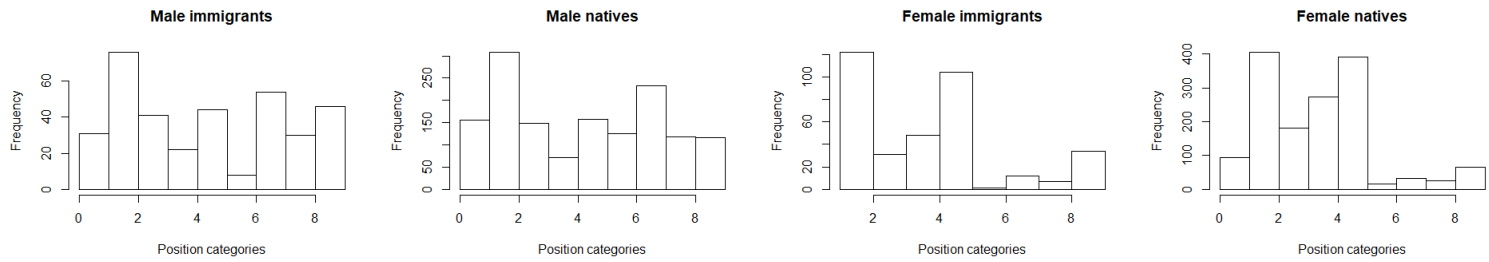 Male immigrants
Frequency
0 20 40 60
0 2 4 6 8
Position categories
Male natives
Frequency
0 50 150 250
0 2 4 6 8
Position categories
Female immigrants
Frequency
0 20 60 100
2 4 6 8
Position categories
Female natives
Frequency
0 100 200 300 400
0 2 4 6 8
Position categories